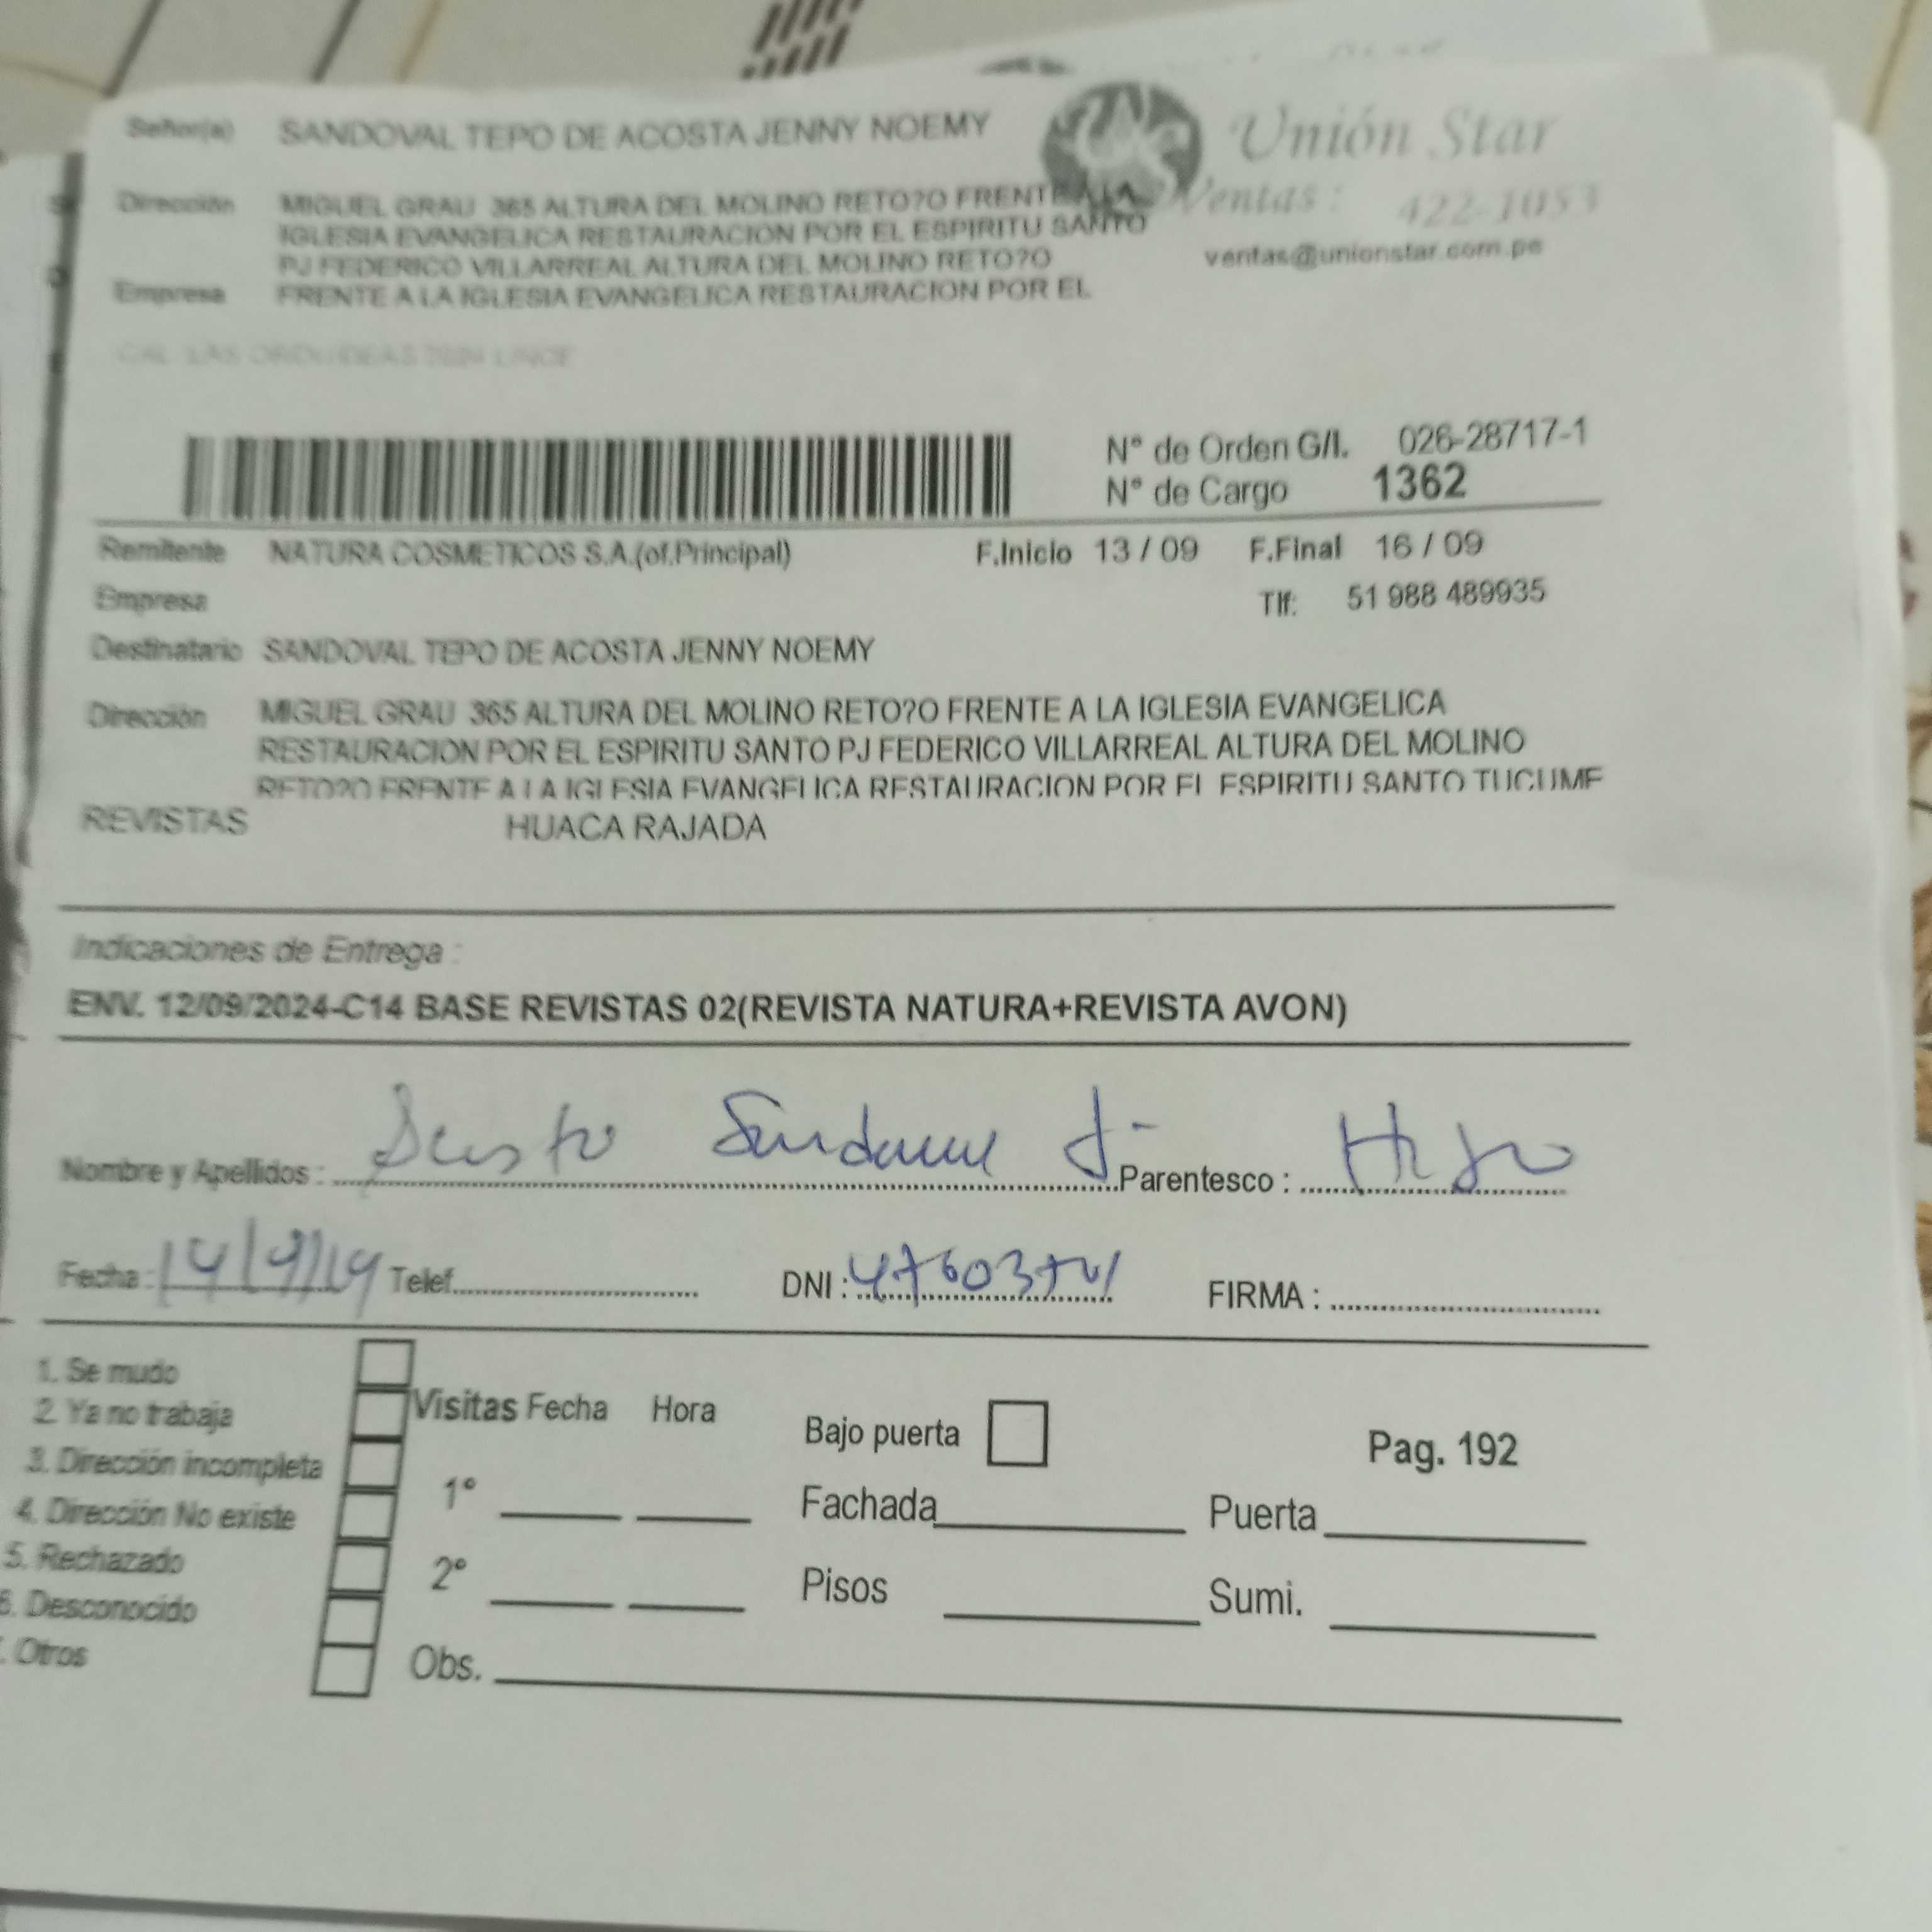 Señor(a) SANDOVAL TEPO DE ACOSTA JENNY NOEMY
Unión Star
Dirección MIGUEL GRAU 365 ALTURA DEL MOLINO RETO?O FRENTE A LA
Ventas: 422-1053
IGLESIA EVANGELICA RESTAURACION POR EL ESPIRITU SANTO
ventas@unionstar.com.pe
PJ FEDERICO VILLARREAL ALTURA DEL MOLINO RETO?O
Empresa FRENTE A LA IGLESIA EVANGELICA RESTAURACION POR EL
CAL. LAS ORQUIDEAS LINCE
N° de Orden G/I. 026-28717-1
N° de Cargo 1362
Remitente NATURA COSMETICOS S.A.(of.Principal) F.Inicio 13 / 09 F.Final 16 / 09
Empresa Tlf: 51 988 489935
Destinatario SANDOVAL TEPO DE ACOSTA JENNY NOEMY
Dirección MIGUEL GRAU 365 ALTURA DEL MOLINO RETO?O FRENTE A LA IGLESIA EVANGELICA
RESTAURACION POR EL ESPIRITU SANTO PJ FEDERICO VILLARREAL ALTURA DEL MOLINO
RETO?O FRENTE A LA IGLESIA EVANGELICA RESTAURACION POR EL ESPIRITU SANTO TUCUME
REVISTAS HUACA RAJADA
Indicaciones de Entrega :
ENV. 12/09/2024-C14 BASE REVISTAS 02(REVISTA NATURA+REVISTA AVON)
Nombre y Apellidos : Parentesco : Hijo
Fecha : Telef. DNI : FIRMA :
1. Se mudo
2. Ya no trabaja
Visitas Fecha Hora
Bajo puerta
Pag. 192
3. Dirección incompleta
1°
Fachada
Puerta
4. Dirección No existe
5. Rechazado
2°
Pisos
Sumi.
6. Desconocido
. Otros
Obs.